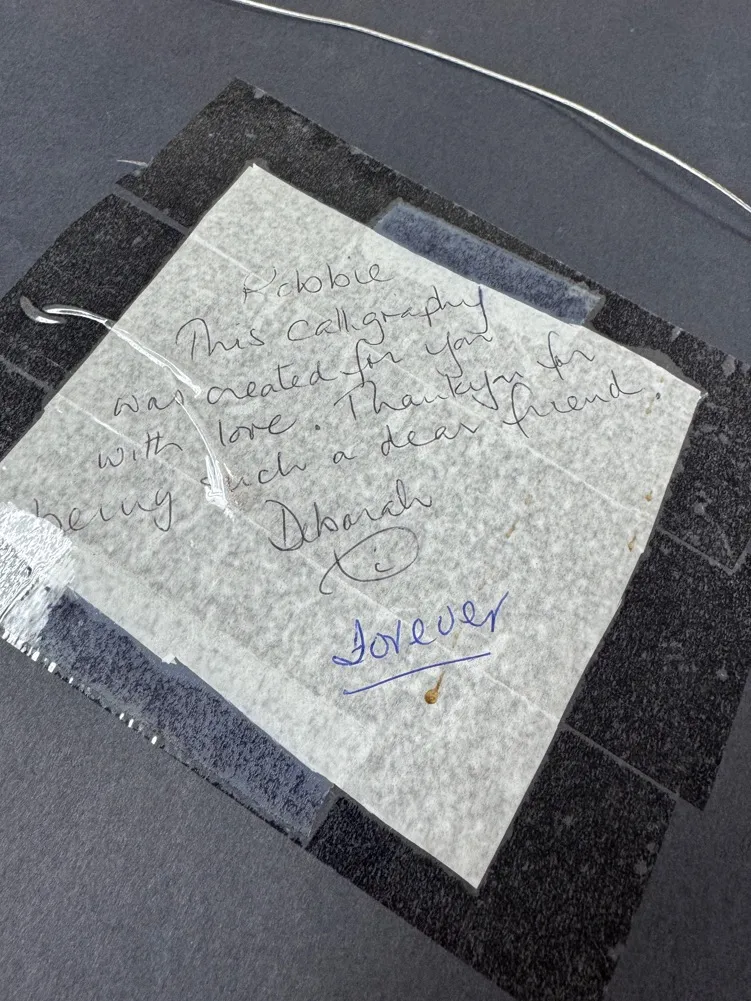 Robbie
This calligraphy
was created for you
with love. Thankyou for
being such a dear friend.
Deborah
Forever